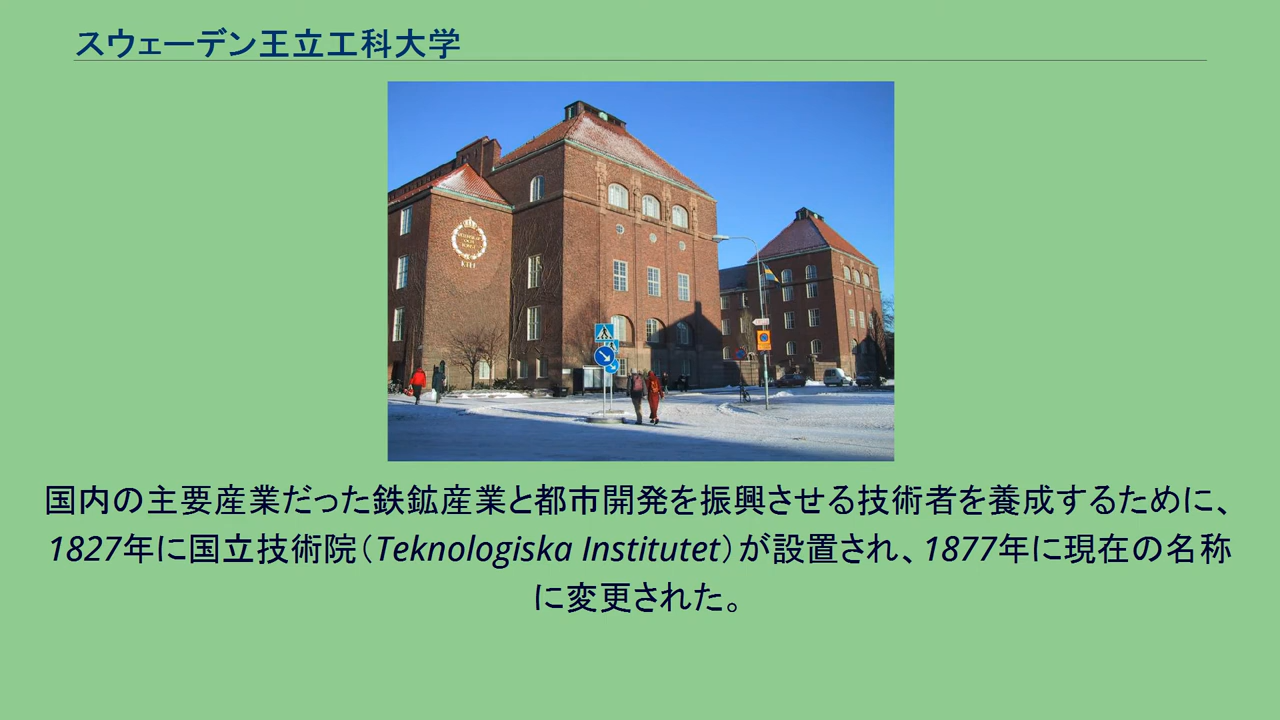 スウェーデン王立工科大学
KTH
国内の主要産業だった鉄鉱産業と都市開発を振興させる技術者を養成するために、
1827年に国立技術院（Teknologiska Institutet）が設置され、1877年に現在の名称
に変更された。